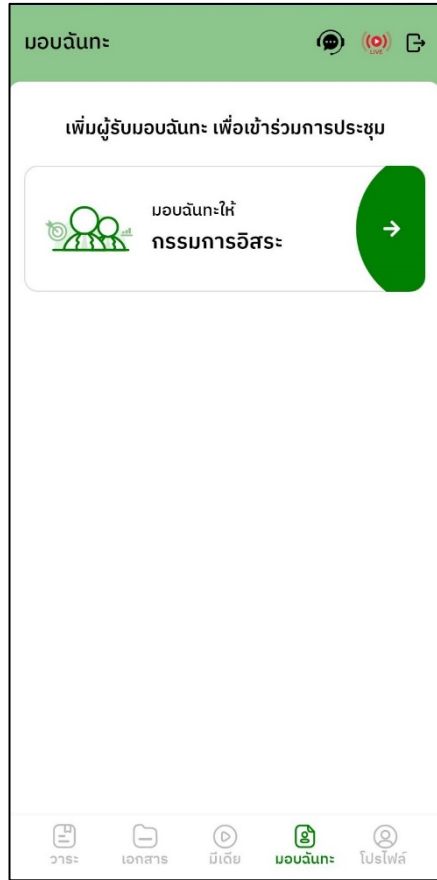 มอบฉันทะ
LIVE
เพิ่มผู้รับมอบฉันทะ เพื่อเข้าร่วมการประชุม
มอบฉันทะให้
กรรมการอิสระ
วาระ
เอกสาร
มีเดีย
มอบฉันทะ
โปรไฟล์